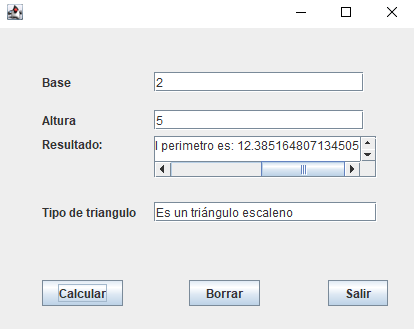 Base 2
Altura 5
Resultado: l perimetro es: 12.385164807134505
Tipo de triangulo Es un triángulo escaleno
Calcular Borrar Salir